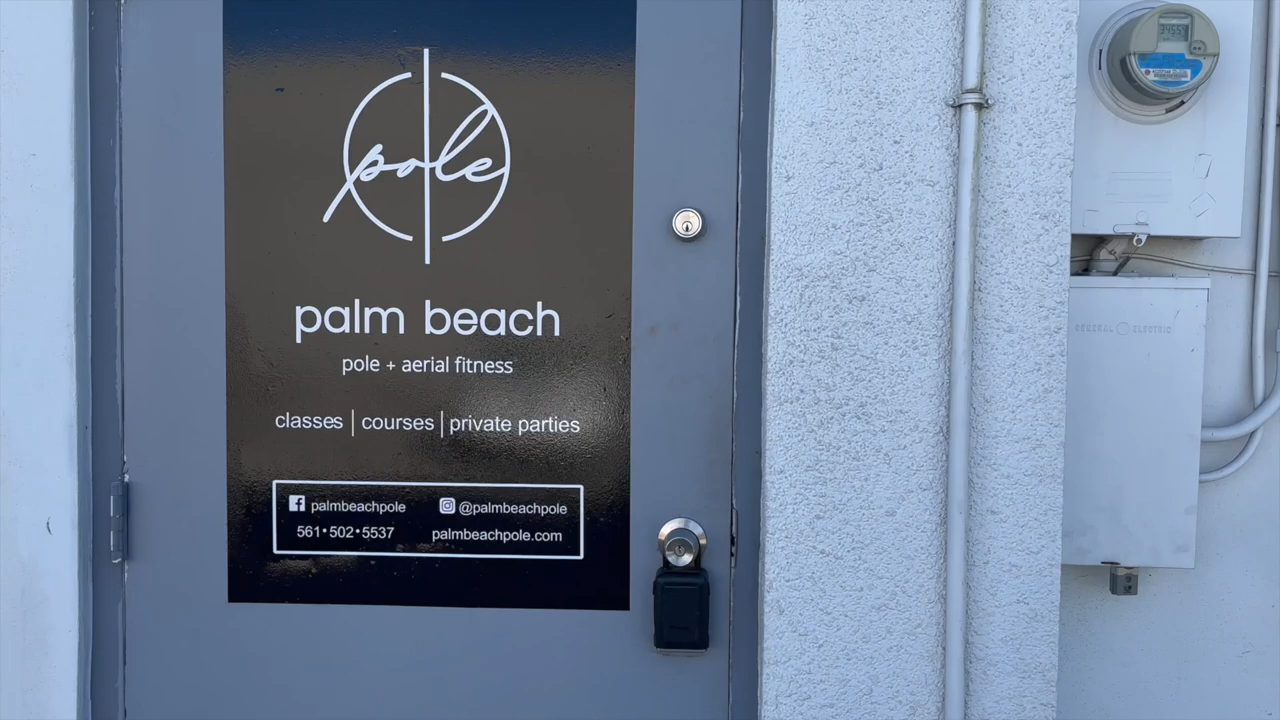 pole
palm beach
pole + aerial fitness
classes | courses | private parties
palmbeachpole @palmbeachpole
561•502•5537 palmbeachpole.com
GENERAL ELECTRIC